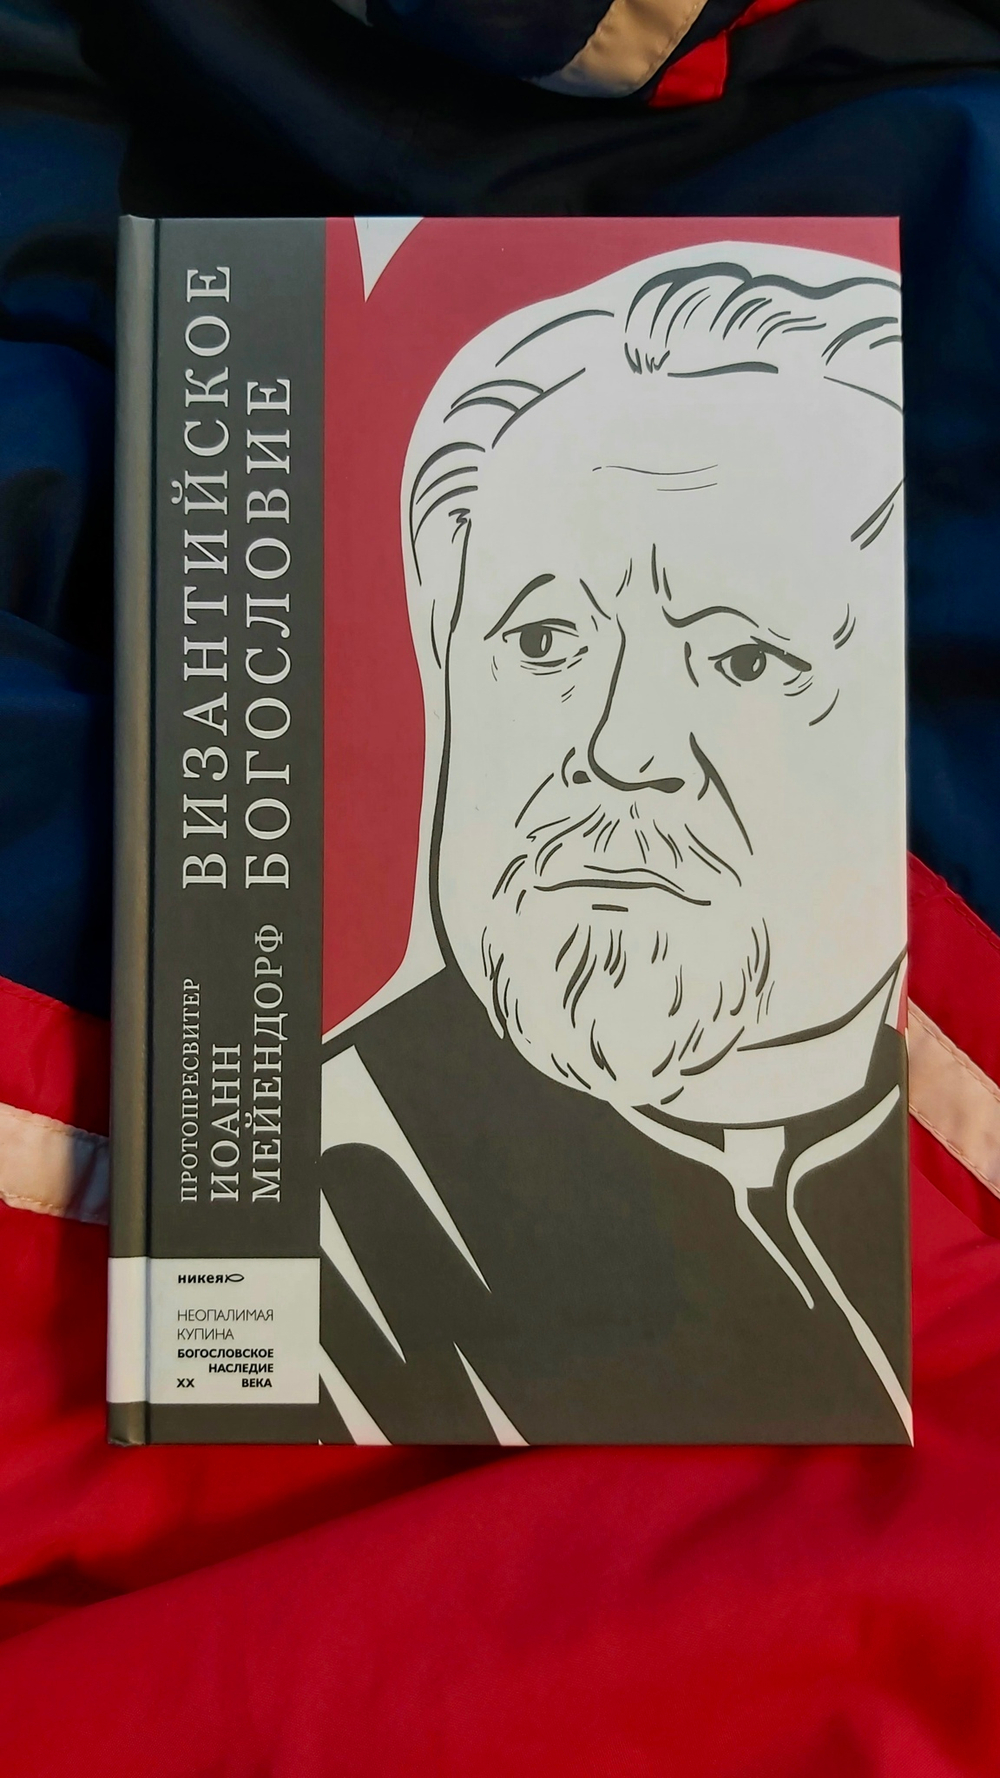 ПРОТОПРЕСВИТЕР
ИОАНН
МЕЙЕНДОРФ
ВИЗАНТИЙСКОЕ
БОГОСЛОВИЕ
никея
НЕОПАЛИМАЯ
КУПИНА
БОГОСЛОВСКОЕ
НАСЛЕДИЕ
XX ВЕКА